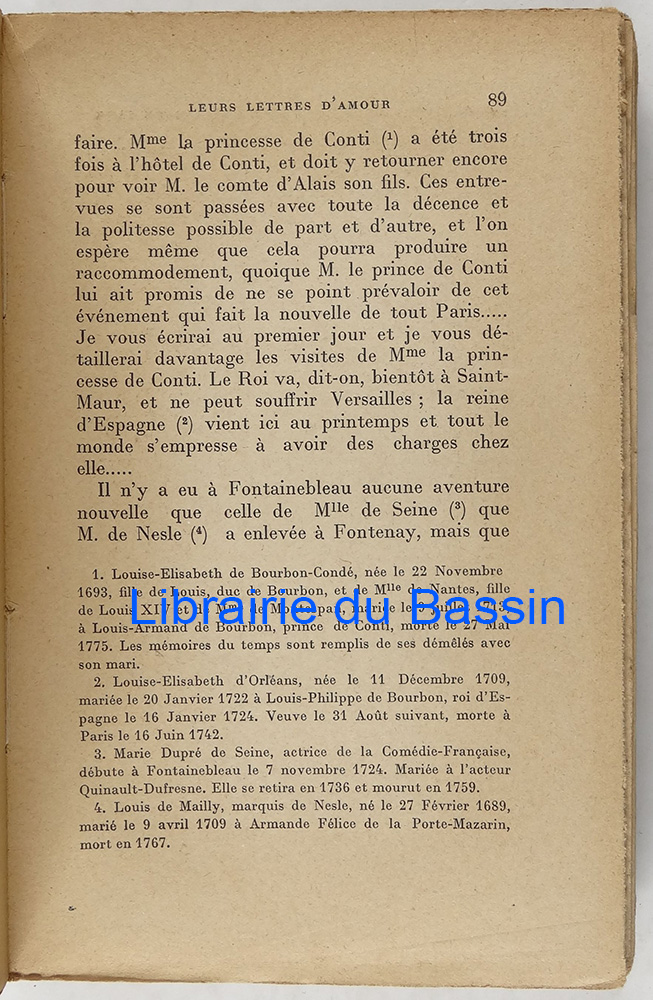 LEURS LETTRES D'AMOUR 89
faire. Mme la princesse de Conti (1) a été trois
fois à l'hôtel de Conti, et doit y retourner encore
pour voir M. le comte d'Alais son fils. Ces entre-
vues se sont passées avec toute la décence et
la politesse possible de part et d'autre, et l'on
espère même que cela pourra produire un
raccommodement, quoique M. le prince de Conti
lui ait promis de ne se point prévaloir de cet
événement qui fait la nouvelle de tout Paris.....
Je vous écrirai au premier jour et je vous dé-
taillerai davantage les visites de Mme la prin-
cesse de Conti. Le Roi va, dit-on, bientôt à Saint-
Maur, et ne peut souffrir Versailles ; la reine
d'Espagne (2) vient ici au printemps et tout le
monde s'empresse à avoir des charges chez
elle.....
Il n'y a eu à Fontainebleau aucune aventure
nouvelle que celle de Mlle de Seine (3) que
M. de Nesle (4) a enlevée à Fontenay, mais que
1. Louise-Elisabeth de Bourbon-Condé, née le 22 Novembre
1693, fille de Louis, duc de Bourbon, et de Mlle de Nantes, fille
de Louis XIV et de Mme de Montespan, mariée le 9 Juillet 1713
à Louis-Armand de Bourbon, prince de Conti, morte le 27 Mai
1775. Les mémoires du temps sont remplis de ses démêlés avec
son mari.
2. Louise-Elisabeth d'Orléans, née le 11 Décembre 1709,
mariée le 20 Janvier 1722 à Louis-Philippe de Bourbon, roi d'Es-
pagne le 16 Janvier 1724. Veuve le 31 Août suivant, morte à
Paris le 16 Juin 1742.
3. Marie Dupré de Seine, actrice de la Comédie-Française,
débute à Fontainebleau le 7 novembre 1724. Mariée à l'acteur
Quinault-Dufresne. Elle se retira en 1736 et mourut en 1759.
4. Louis de Mailly, marquis de Nesle, né le 27 Février 1689,
marié le 9 avril 1709 à Armande Félice de la Porte-Mazarin,
mort en 1767.
Librairie du Bassin